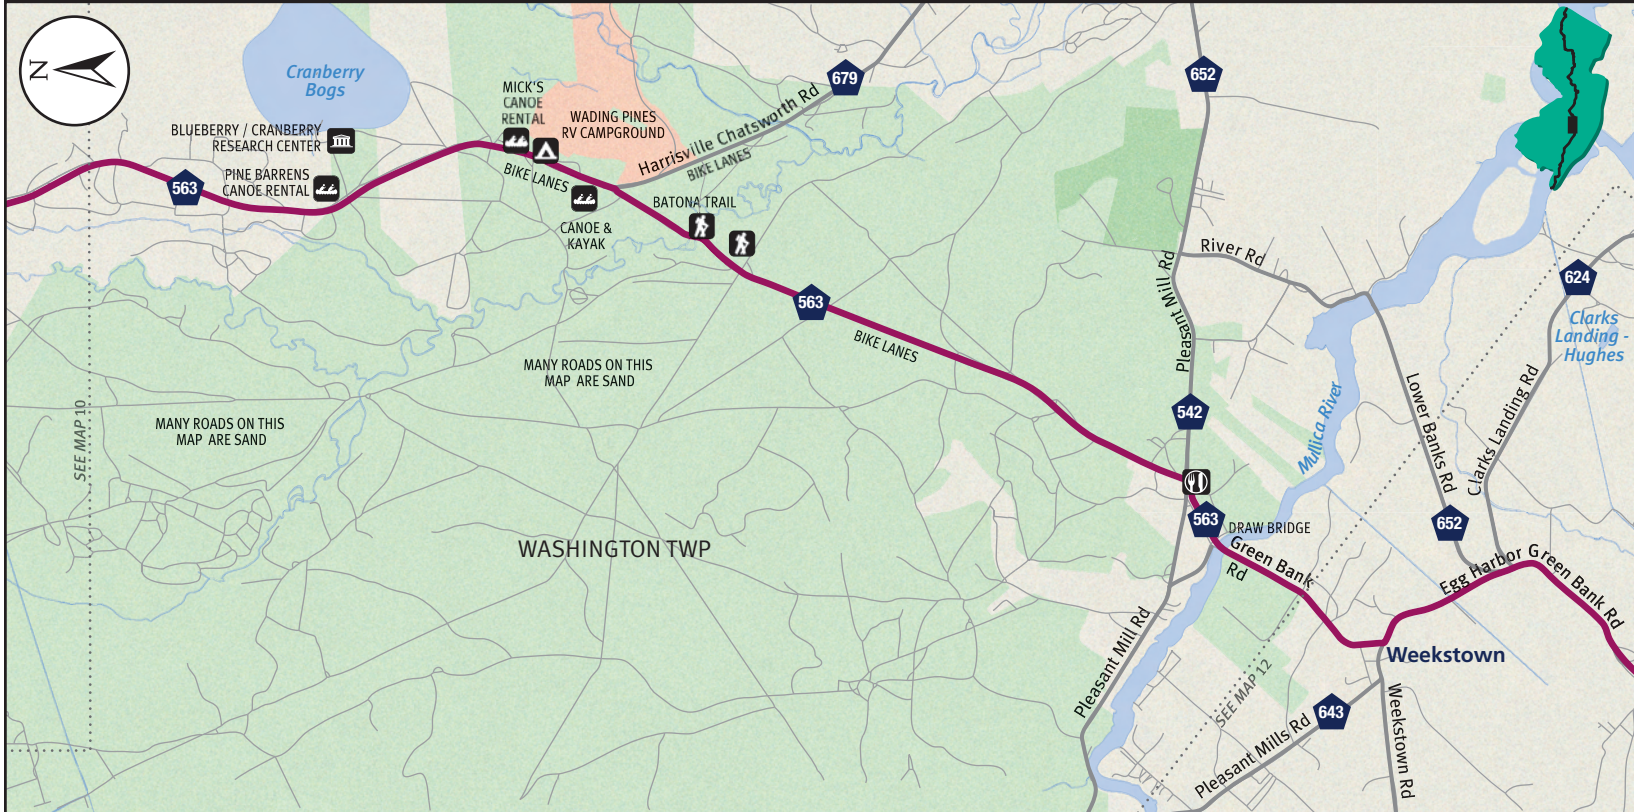 N
Cranberry
Bogs
BLUEBERRY / CRANBERRY
RESEARCH CENTER
PINE BARRENS
CANOE RENTAL
563
MICK'S
CANOE
RENTAL
WADING PINES
RV CAMPGROUND
679
Harrisville Chatsworth Rd
BIKE LANES
BIKE LANES
CANOE &
KAYAK
BATONA TRAIL
563
BIKE LANES
652
River Rd
Pleasant Mill Rd
542
624
Clarks
Landing -
Hughes
Lower Banks Rd
Clarks Landing Rd
Mullica River
MANY ROADS ON THIS
MAP ARE SAND
MANY ROADS ON THIS
MAP ARE SAND
SEE MAP 10
WASHINGTON TWP
563
DRAW BRIDGE
652
Green Bank
Rd
Egg Harbor Green Bank Rd
Weekstown
Pleasant Mill Rd
SEE MAP 12
643
Pleasant Mills Rd
Weekstown Rd